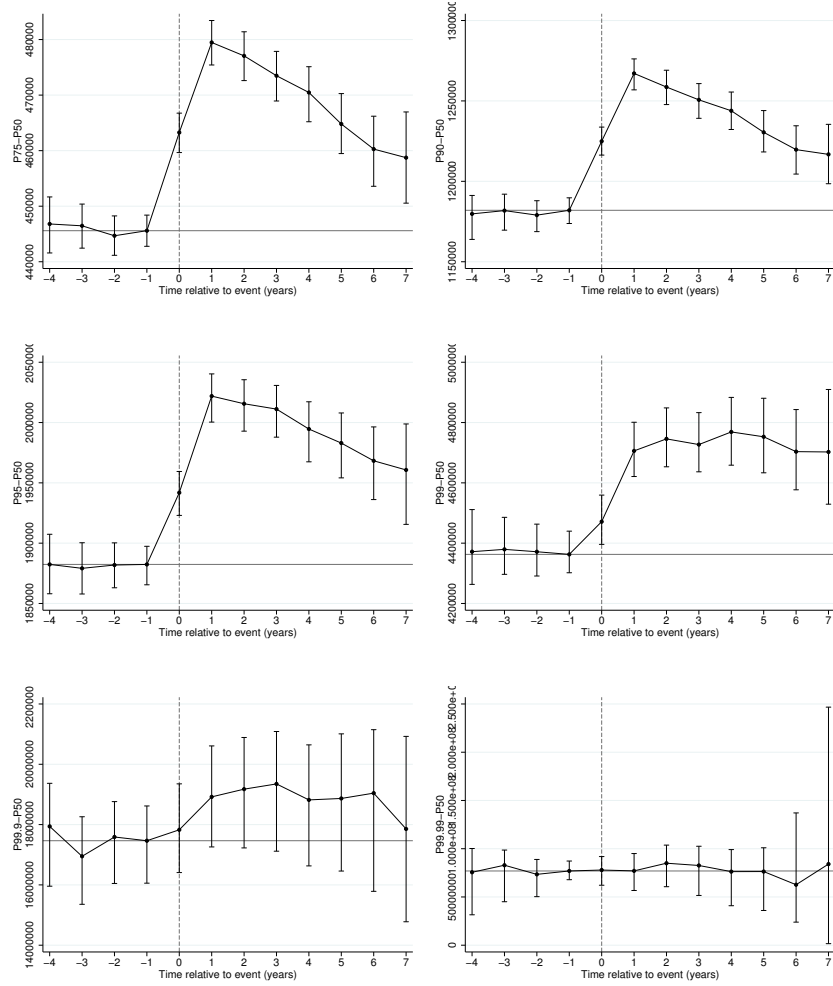 480000
470000
460000
450000
440000
P75−P50
−4 −3 −2 −1 0 1 2 3 4 5 6 7
Time relative to event (years)
1250000
1200000
1150000
P90−P50
−4 −3 −2 −1 0 1 2 3 4 5 6 7
Time relative to event (years)
2000000
1950000
1900000
1850000
P95−P50
−4 −3 −2 −1 0 1 2 3 4 5 6 7
Time relative to event (years)
4800000
4600000
4400000
4200000
P99−P50
−4 −3 −2 −1 0 1 2 3 4 5 6 7
Time relative to event (years)
22000000
20000000
18000000
16000000
14000000
P99.9−P50
−4 −3 −2 −1 0 1 2 3 4 5 6 7
Time relative to event (years)
0
P99.99−P50
−4 −3 −2 −1 0 1 2 3 4 5 6 7
Time relative to event (years)